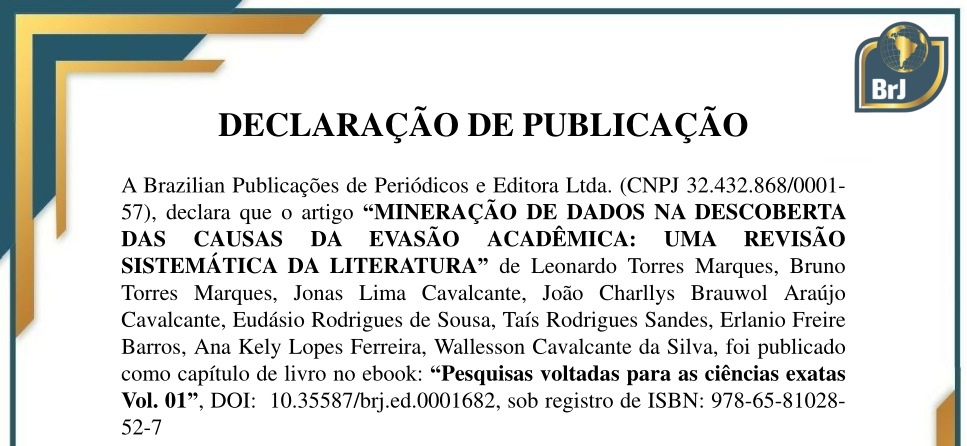 BrJ
DECLARAÇÃO DE PUBLICAÇÃO
A Brazilian Publicações de Periódicos e Editora Ltda. (CNPJ 32.432.868/0001-
57), declara que o artigo “MINERAÇÃO DE DADOS NA DESCOBERTA
DAS CAUSAS DA EVASÃO ACADÊMICA: UMA REVISÃO
SISTEMÁTICA DA LITERATURA” de Leonardo Torres Marques, Bruno
Torres Marques, Jonas Lima Cavalcante, João Charllys Brauwol Araújo
Cavalcante, Eudásio Rodrigues de Sousa, Taís Rodrigues Sandes, Erlanio Freire
Barros, Ana Kely Lopes Ferreira, Wallesson Cavalcante da Silva, foi publicado
como capítulo de livro no ebook: “Pesquisas voltadas para as ciências exatas
Vol. 01”, DOI: 10.35587/brj.ed.0001682, sob registro de ISBN: 978-65-81028-
52-7